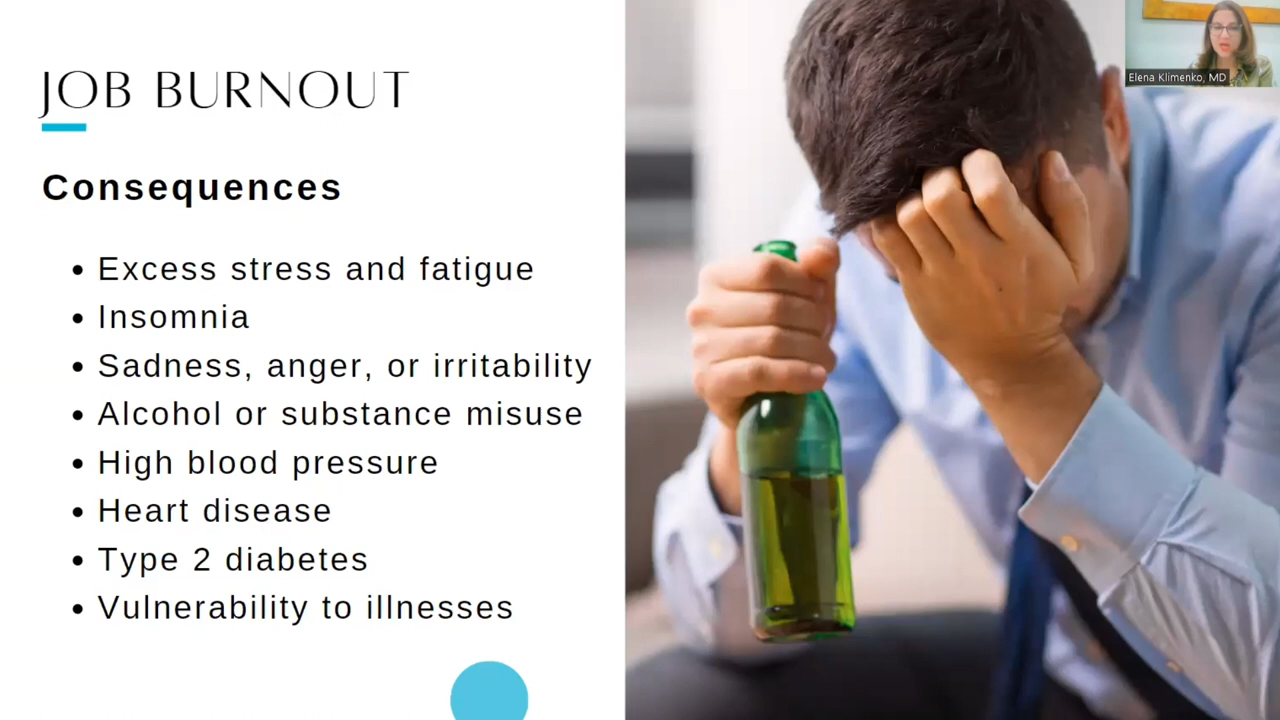 JOB BURNOUT
Consequences
• Excess stress and fatigue
• Insomnia
• Sadness, anger, or irritability
• Alcohol or substance misuse
• High blood pressure
• Heart disease
• Type 2 diabetes
• Vulnerability to illnesses
Elena Klimenko, MD